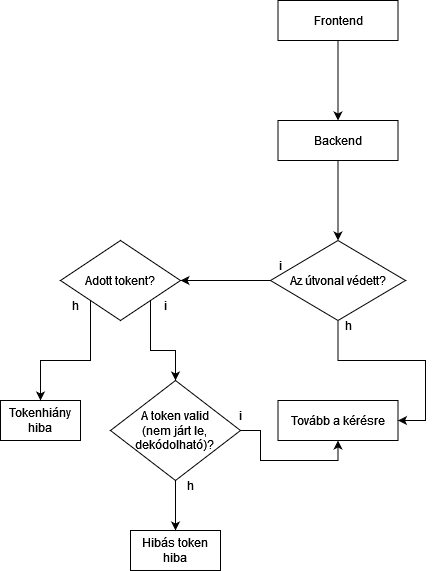 Frontend
Backend
i
Az útvonal védett?
Adott tokent?
h
i
h
Tokenhiány
hiba
A token valid
(nem járt le,
dekódolható)?
i
Tovább a kérésre
h
Hibás token
hiba